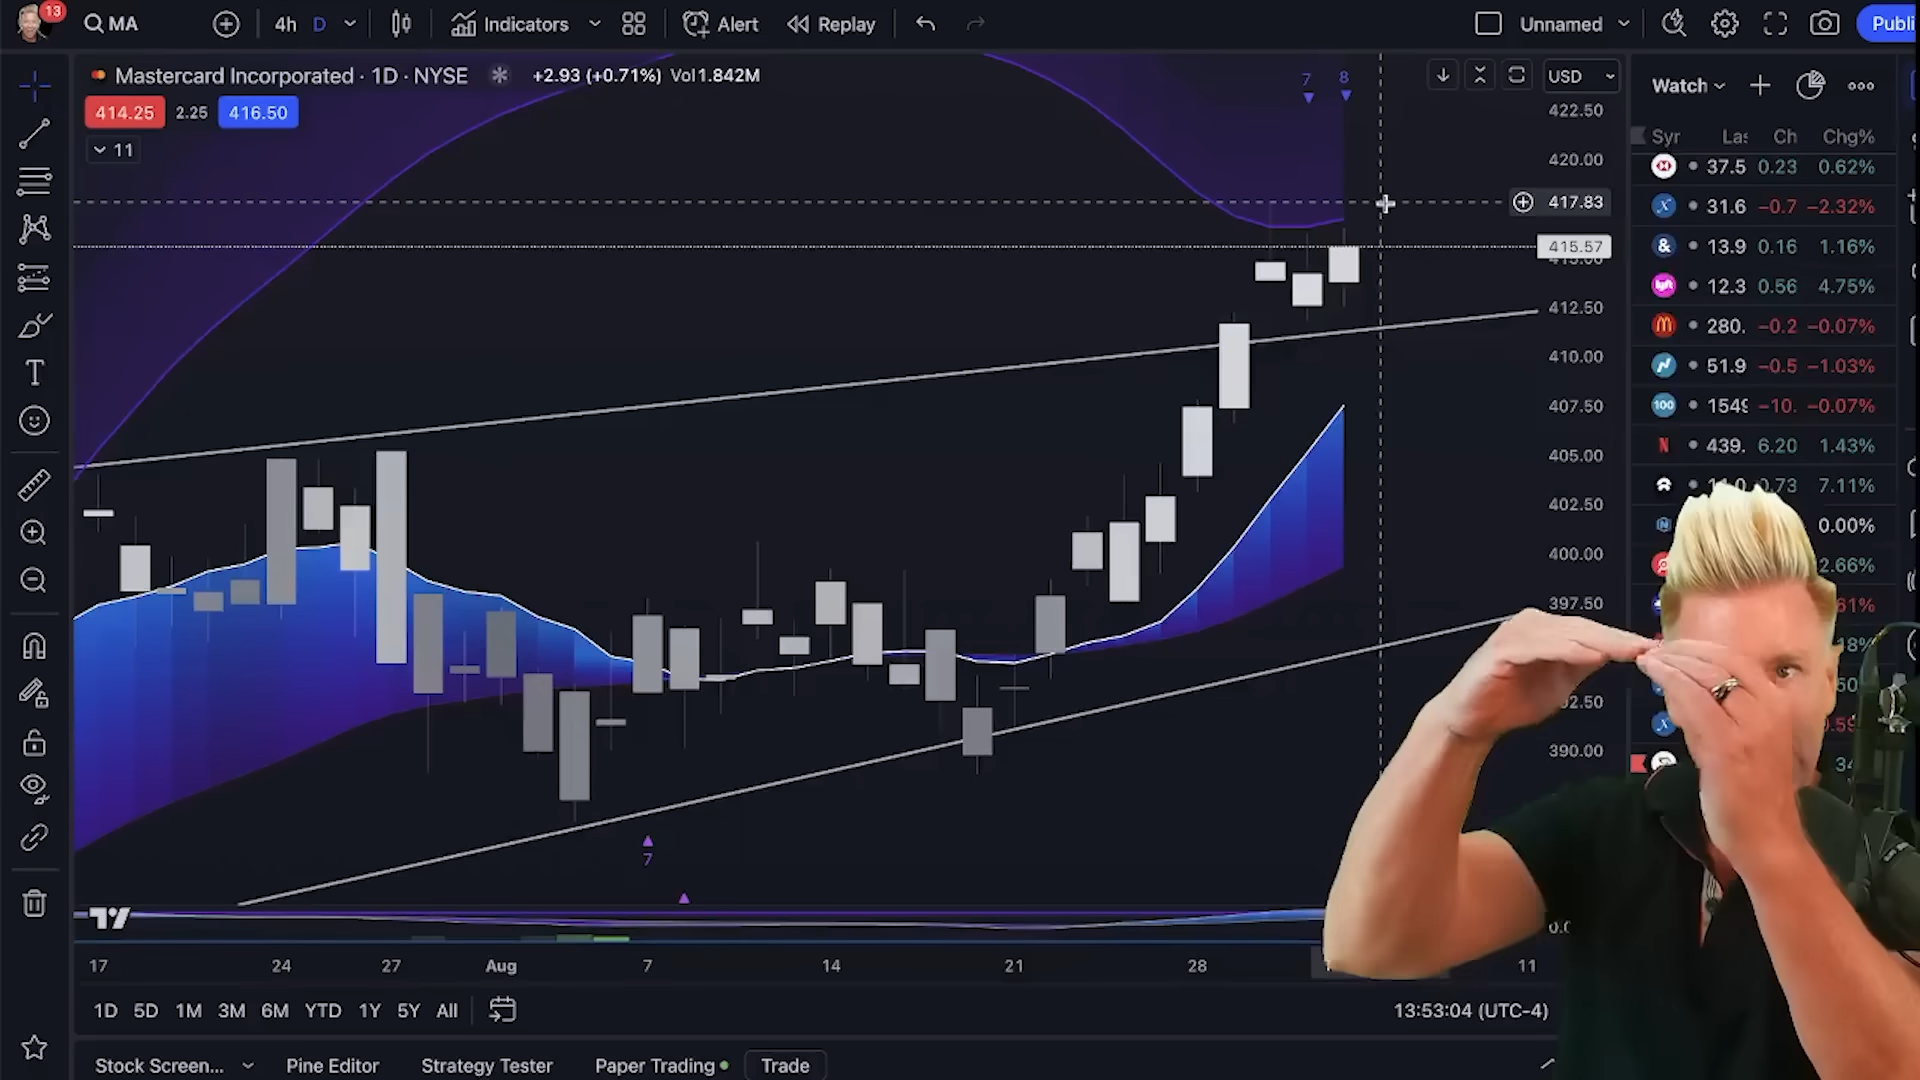 13
MA
4h
D
Indicators
Alert
Replay
Unnamed
Publi
Mastercard Incorporated · 1D · NYSE
+2.93 (+0.71%) Vol1.842M
414.25
2.25
416.50
11
7
8
USD
422.50
420.00
417.83
415.57
412.50
410.00
407.50
405.00
402.50
400.00
397.50
390.00
Watch
Syr Las Ch Chg%
37.5 0.23 0.62%
31.6 −0.7 −2.32%
13.9 0.16 1.16%
lyft 12.3 0.56 4.75%
280. −0.2 −0.07%
51.9 −0.5 −1.03%
100 1549 −10. −0.07%
439. 6.20 1.43%
7.11%
0.00%
2.66%
7
17 24 27 Aug 7 14 21 28 11
1D 5D 1M 3M 6M YTD 1Y 5Y All
13:53:04 (UTC-4)
Stock Screen...
Pine Editor
Strategy Tester
Paper Trading
Trade